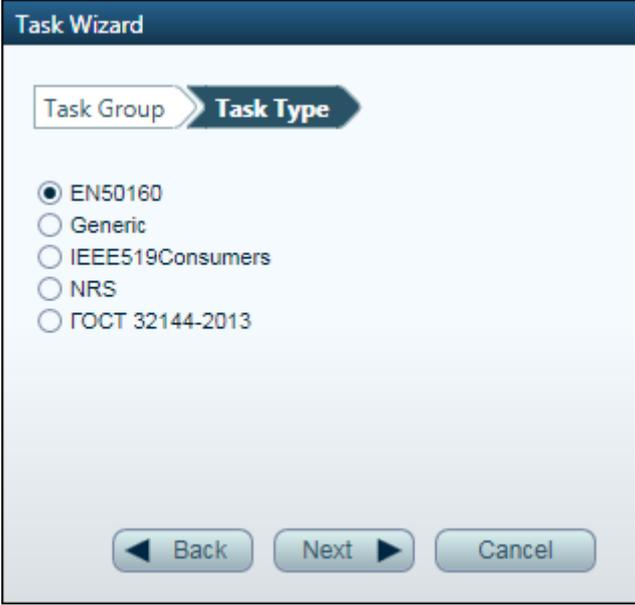 Task Wizard
Task Group Task Type
EN50160
Generic
IEEE519Consumers
NRS
ГОСТ 32144-2013
Back Next Cancel